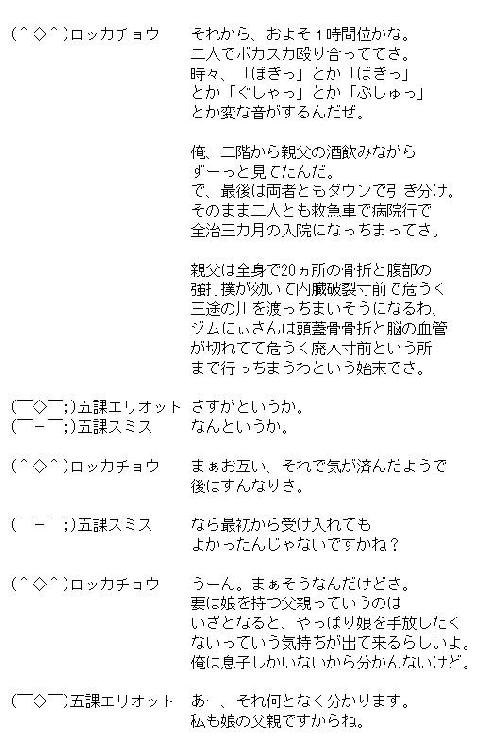 (＾◇＾)ロッカチョウ　それから、およそ１時間位かな。
二人でボカスカ殴り合っててさ。
時々、「ほぎっ」とか「ばきっ」
とか「ぐしゃっ」とか「ぶしゅっ」
とか変な音がするんだぜ。
俺、二階から親父の酒飲みながら
ずーっと見てたんだ。
で、最後は両者ともダウンで引き分け。
そのまま二人とも救急車で病院行で
全治三カ月の入院になっちまってさ。
親父は全身で20ヵ所の骨折と腹部の
強打撲が効いて内臓破裂寸前で危うく
三途の川を渡っちまいそうになるわ、
ジムにぃさんは頭蓋骨骨折と脳の血管
が切れてて危うく廃人寸前という所
まで行っちまうわという始末でさ。
(￣◇￣;)五課エリオット　さすがというか。
(￣－￣;)五課スミス　なんというか。
(＾◇＾)ロッカチョウ　まぁお互い、それで気が済んだようで
後はすんなりさ。
(　－　;)五課スミス　なら最初から受け入れても
よかったんじゃないですかね？
(＾◇＾)ロッカチョウ　うーん。まぁそうなんだけどさ。
要は娘を持つ父親っていうのは
いざとなると、やっぱり娘を手放したく
ないっていう気持ちが出て来るらしいよ。
俺は息子しかいないから分かんないけど。
(￣◇￣)五課エリオット　あー、それ何となく分かります。
私も娘の父親ですからね。